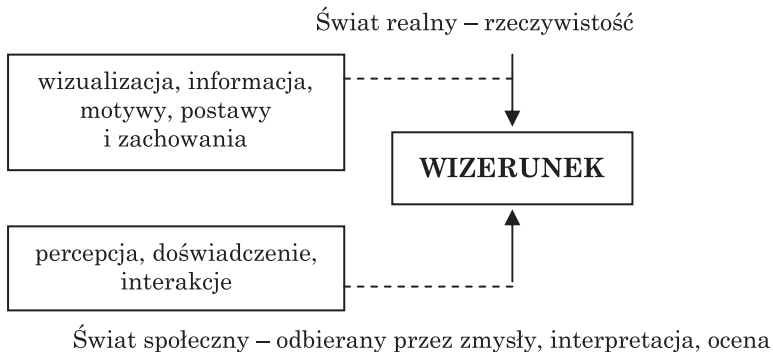 Świat realny – rzeczywistość
wizualizacja, informacja,
motywy, postawy
i zachowania
WIZERUNEK
percepcja, doświadczenie,
interakcje
Świat społeczny – odbierany przez zmysły, interpretacja, ocena